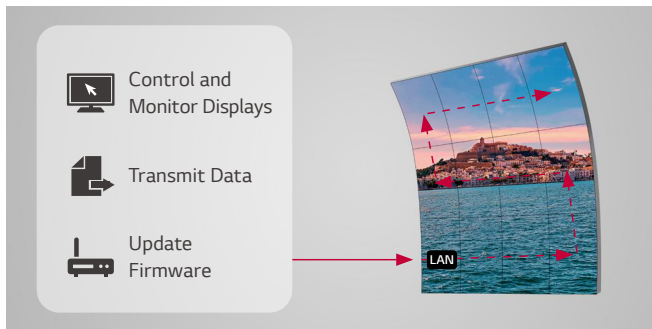 Control and
Monitor Displays
Transmit Data
Update
Firmware
LAN